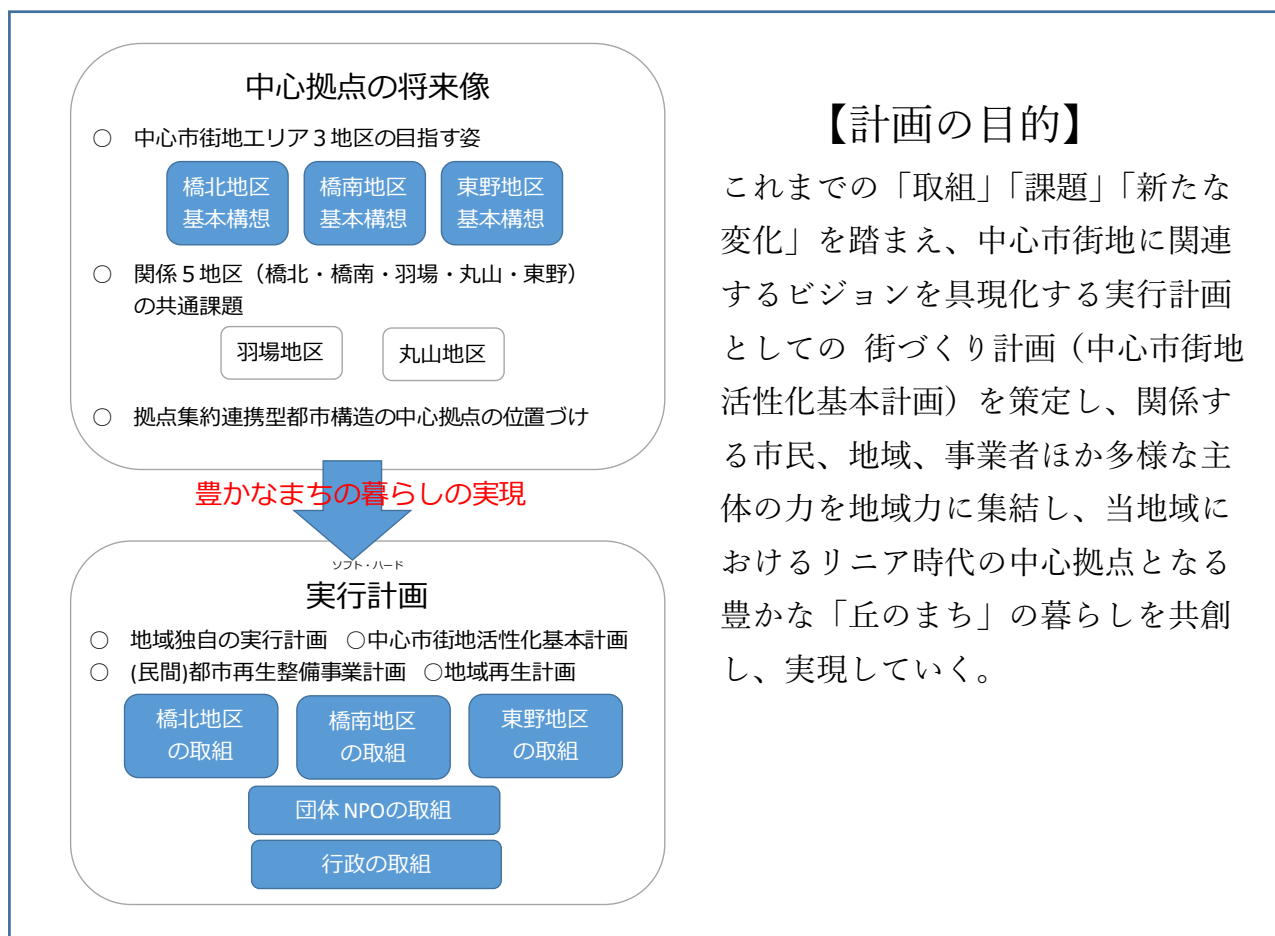 中心拠点の将来像
○ 中心市街地エリア３地区の目指す姿
橋北地区
基本構想
橋南地区
基本構想
東野地区
基本構想
○ 関係５地区（橋北・橋南・羽場・丸山・東野）
の共通課題
羽場地区
丸山地区
○ 拠点集約連携型都市構造の中心拠点の位置づけ
豊かなまちの暮らしの実現
ソフト・ハード
実行計画
○ 地域独自の実行計画 ○中心市街地活性化基本計画
○ (民間)都市再生整備事業計画 ○地域再生計画
橋北地区
の取組
橋南地区
の取組
東野地区
の取組
団体 NPOの取組
行政の取組
【計画の目的】
これまでの「取組」「課題」「新たな
変化」を踏まえ、中心市街地に関連
するビジョンを具現化する実行計画
としての 街づくり計画（中心市街地
活性化基本計画）を策定し、関係す
る市民、地域、事業者ほか多様な主
体の力を地域力に集結し、当地域に
おけるリニア時代の中心拠点となる
豊かな「丘のまち」の暮らしを共創
し、実現していく。